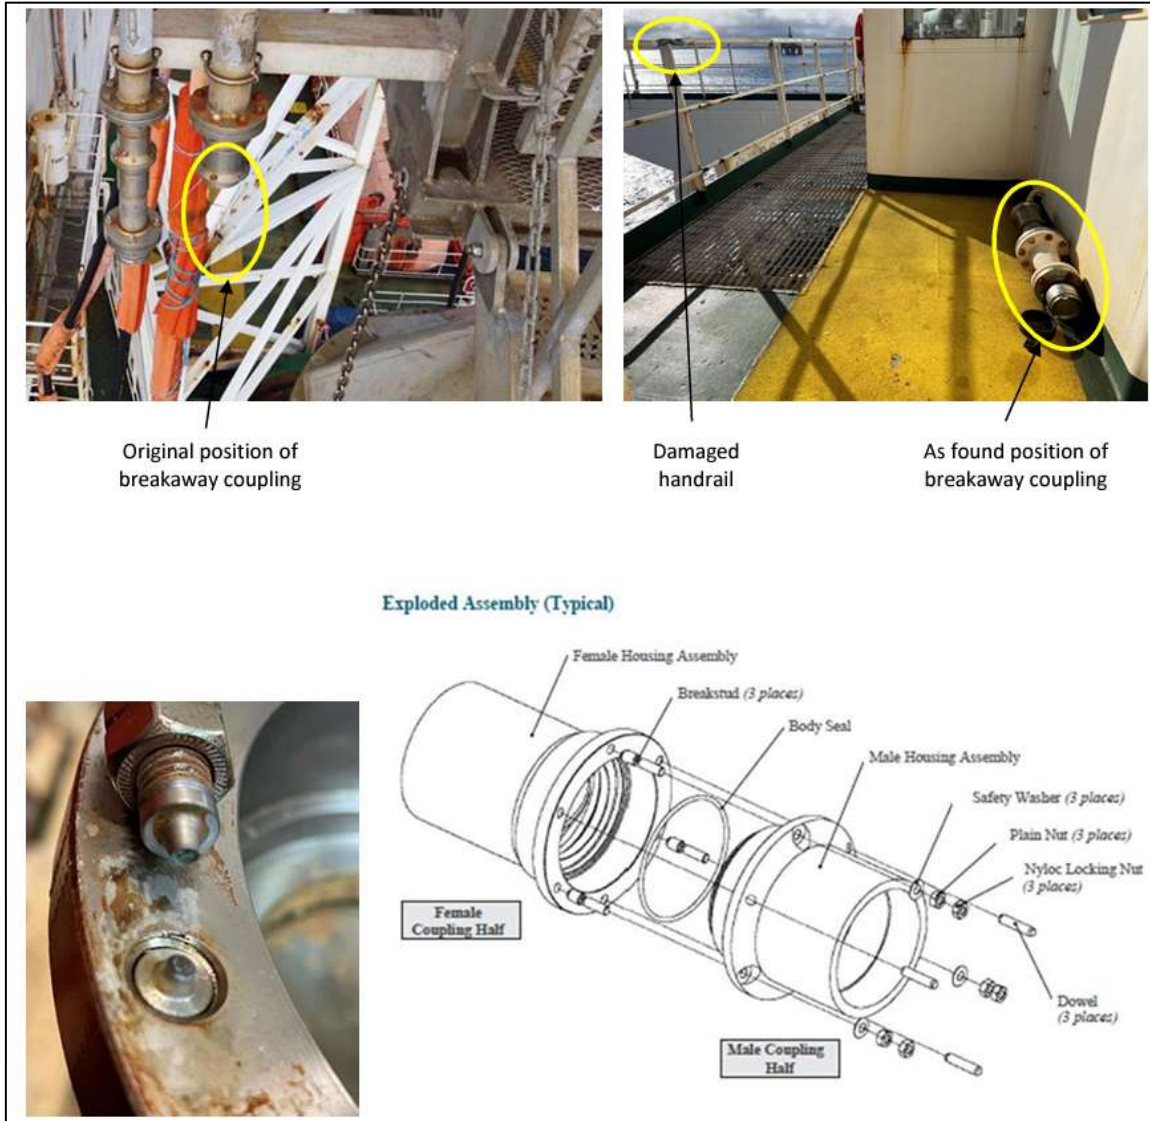 Original position of
breakaway coupling
Damaged
handrail
As found position of
breakaway coupling
Exploded Assembly (Typical)
Female Housing Assembly
Breakstud (3 places)
Body Seal
Male Housing Assembly
Safety Washer (3 places)
Plain Nut (3 places)
Nyloc Locking Nut
(3 places)
Female
Coupling Half
Dowel
(3 places)
Male Coupling
Half